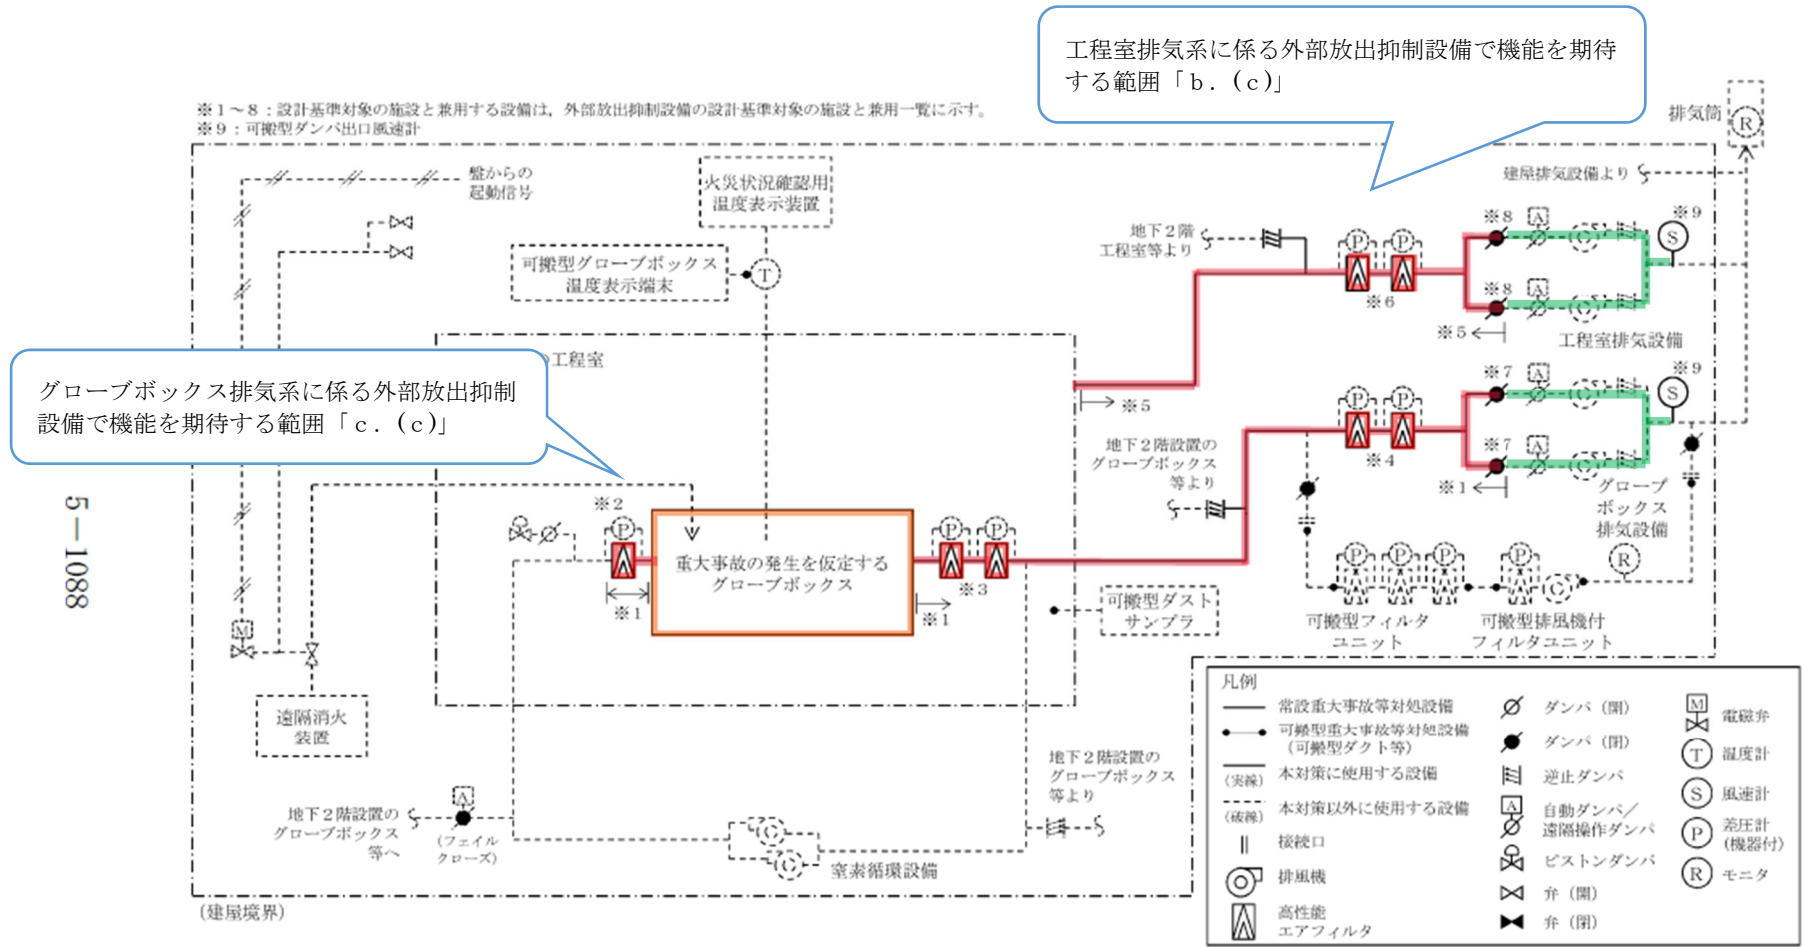 工程室排気系に係る外部放出抑制設備で機能を期待
する範囲「ｂ．(ｃ)」
※１～８：設計基準対象の施設と兼用する設備は，外部放出抑制設備の設計基準対象の施設と兼用一覧に示す。
※９：可搬型ダンパ出口風速計
排気筒
R
盤からの
起動信号
火災状況確認用
温度表示装置
建屋排気設備より
可搬型グローブボックス
温度表示端末
T
地下２階
工程室等より
P
P
※６
※８
A
※９
S
※８
A
※５
工程室排気設備
工程室
グローブボックス排気系に係る外部放出抑制
設備で機能を期待する範囲「ｃ．(ｃ)」
※５
※７
A
※９
S
P
P
※４
※７
A
※１
地下２階設置の
グローブボックス
等より
グローブ
ボックス
排気設備
5－1088
※２
P
※１
重大事故の発生を仮定する
グローブボックス
P
P
※３
※１
P
P
P
P
R
可搬型ダスト
サンプラ
可搬型フィルタ
ユニット
可搬型排風機付
フィルタユニット
M
遠隔消火
装置
地下２階設置の
グローブボックス
等へ
A
(フェイル
クローズ)
窒素循環設備
地下２階設置の
グローブボックス
等より
(建屋境界)
凡例
常設重大事故等対処設備
可搬型重大事故等対処設備
(可搬型ダクト等)
(実線)
本対策に使用する設備
(破線)
本対策以外に使用する設備
接続口
排風機
高性能
エアフィルタ
ダンパ（開）
ダンパ（閉）
逆止ダンパ
A
自動ダンパ／
遠隔操作ダンパ
ピストンダンパ
弁（開）
弁（閉）
M
電磁弁
T
温度計
S
風速計
P
差圧計
(機器付)
R
モニタ